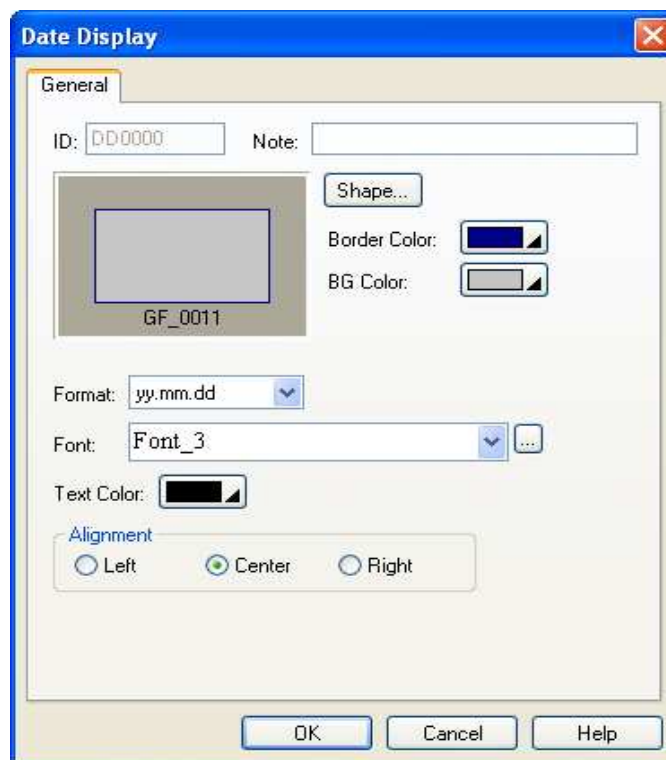 Date Display
General
ID: DD0000 Note:
Shape...
Border Color:
BG Color:
GF_0011
Format: yy.mm.dd
Font: Font_3 ...
Text Color:
Alignment
Left Center Right
OK Cancel Help